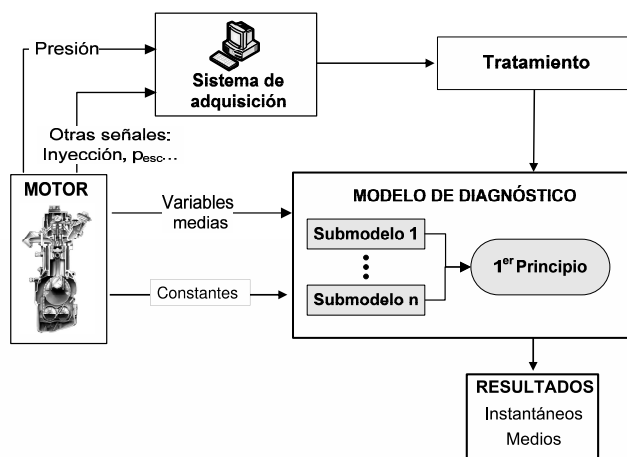 Presión
Sistema de
adquisición
Tratamiento
Otras señales:
Inyección, pesc...
MOTOR
Variables
medias
Constantes
MODELO DE DIAGNÓSTICO
Submodelo 1
Submodelo n
1er Principio
RESULTADOS
Instantáneos
Medios